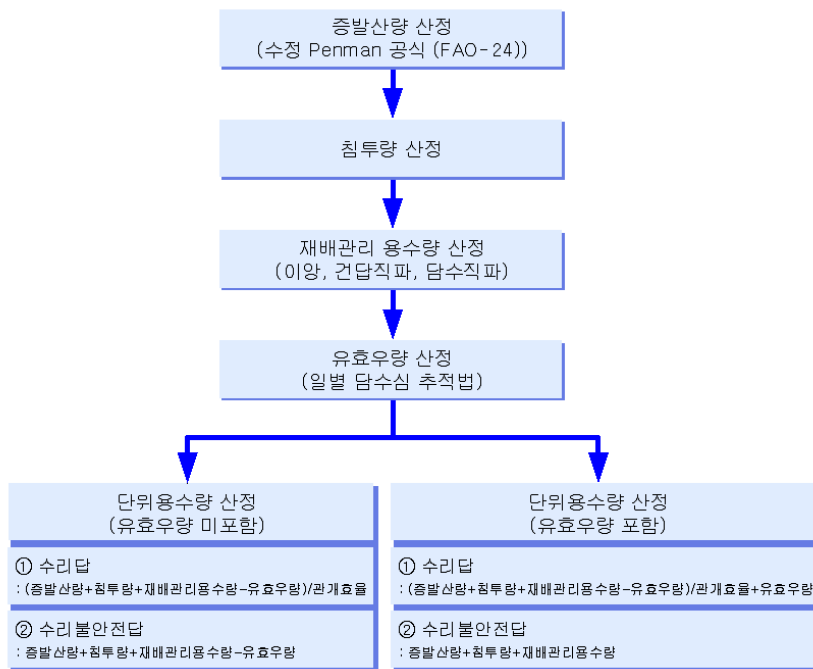 증발산량 산정
(수정 Penman 공식 (FAO-24))
침투량 산정
재배관리 용수량 산정
(이앙, 건답직파, 담수직파)
유효우량 산정
(일별 담수심 추적법)
단위용수량 산정
(유효우량 미포함)
① 수리답
: (증발산량+침투량+재배관리용수량-유효우량)/관개효율
② 수리불안전답
: 증발산량+침투량+재배관리용수량-유효우량
단위용수량 산정
(유효우량 포함)
① 수리답
: (증발산량+침투량+재배관리용수량-유효우량)/관개효율+유효우량
② 수리불안전답
: 증발산량+침투량+재배관리용수량